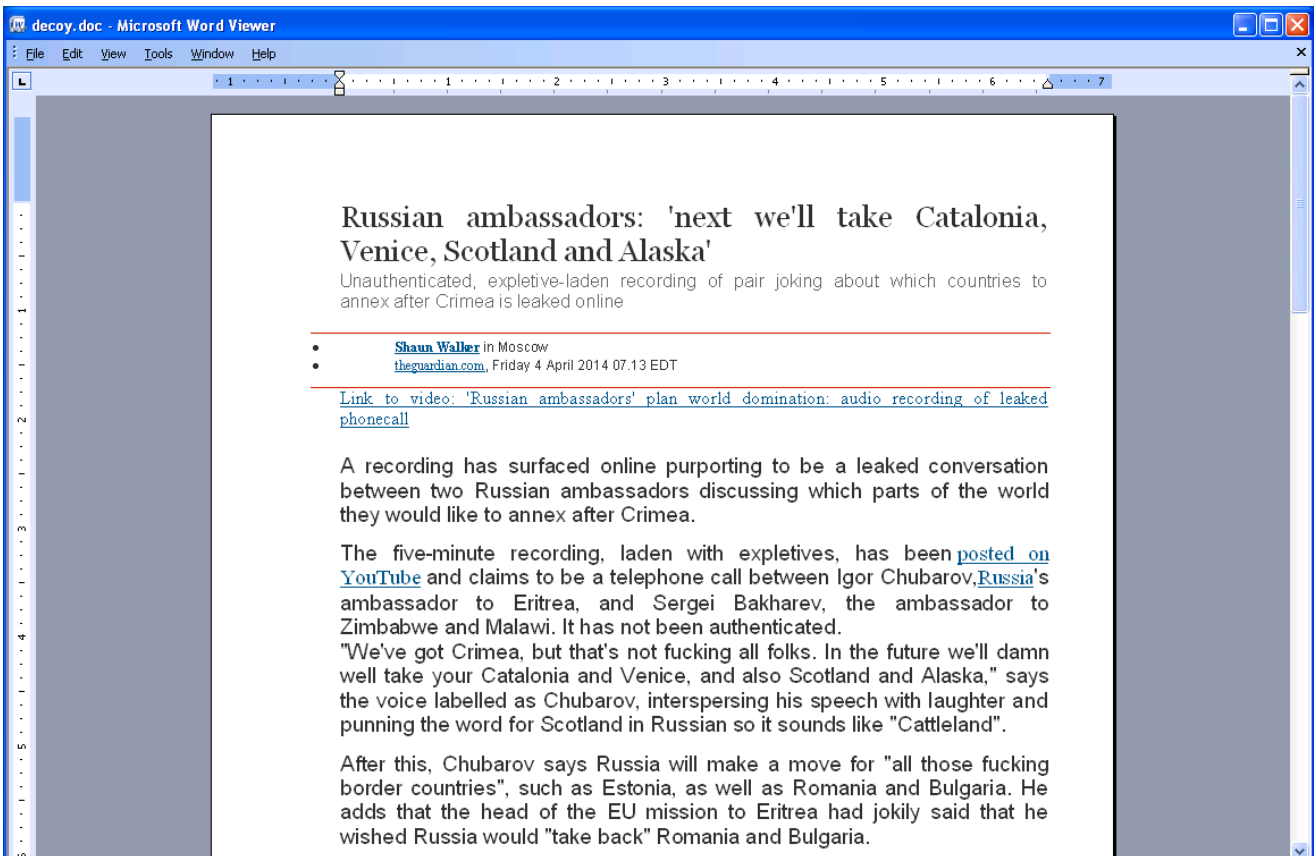 decoy.doc - Microsoft Word Viewer
File Edit View Tools Window Help
1 1 2 3 4 5 6 7
Russian ambassadors: 'next we'll take Catalonia,
Venice, Scotland and Alaska'
Unauthenticated, expletive-laden recording of pair joking about which countries to
annex after Crimea is leaked online
• Shaun Walker in Moscow
• theguardian.com, Friday 4 April 2014 07.13 EDT
Link to video: 'Russian ambassadors' plan world domination: audio recording of leaked
phonecall
A recording has surfaced online purporting to be a leaked conversation
between two Russian ambassadors discussing which parts of the world
they would like to annex after Crimea.
The five-minute recording, laden with expletives, has been posted on
YouTube and claims to be a telephone call between Igor Chubarov,Russia's
ambassador to Eritrea, and Sergei Bakharev, the ambassador to
Zimbabwe and Malawi. It has not been authenticated.
"We've got Crimea, but that's not fucking all folks. In the future we'll damn
well take your Catalonia and Venice, and also Scotland and Alaska," says
the voice labelled as Chubarov, interspersing his speech with laughter and
punning the word for Scotland in Russian so it sounds like "Cattleland".
After this, Chubarov says Russia will make a move for "all those fucking
border countries", such as Estonia, as well as Romania and Bulgaria. He
adds that the head of the EU mission to Eritrea had jokily said that he
wished Russia would "take back" Romania and Bulgaria.